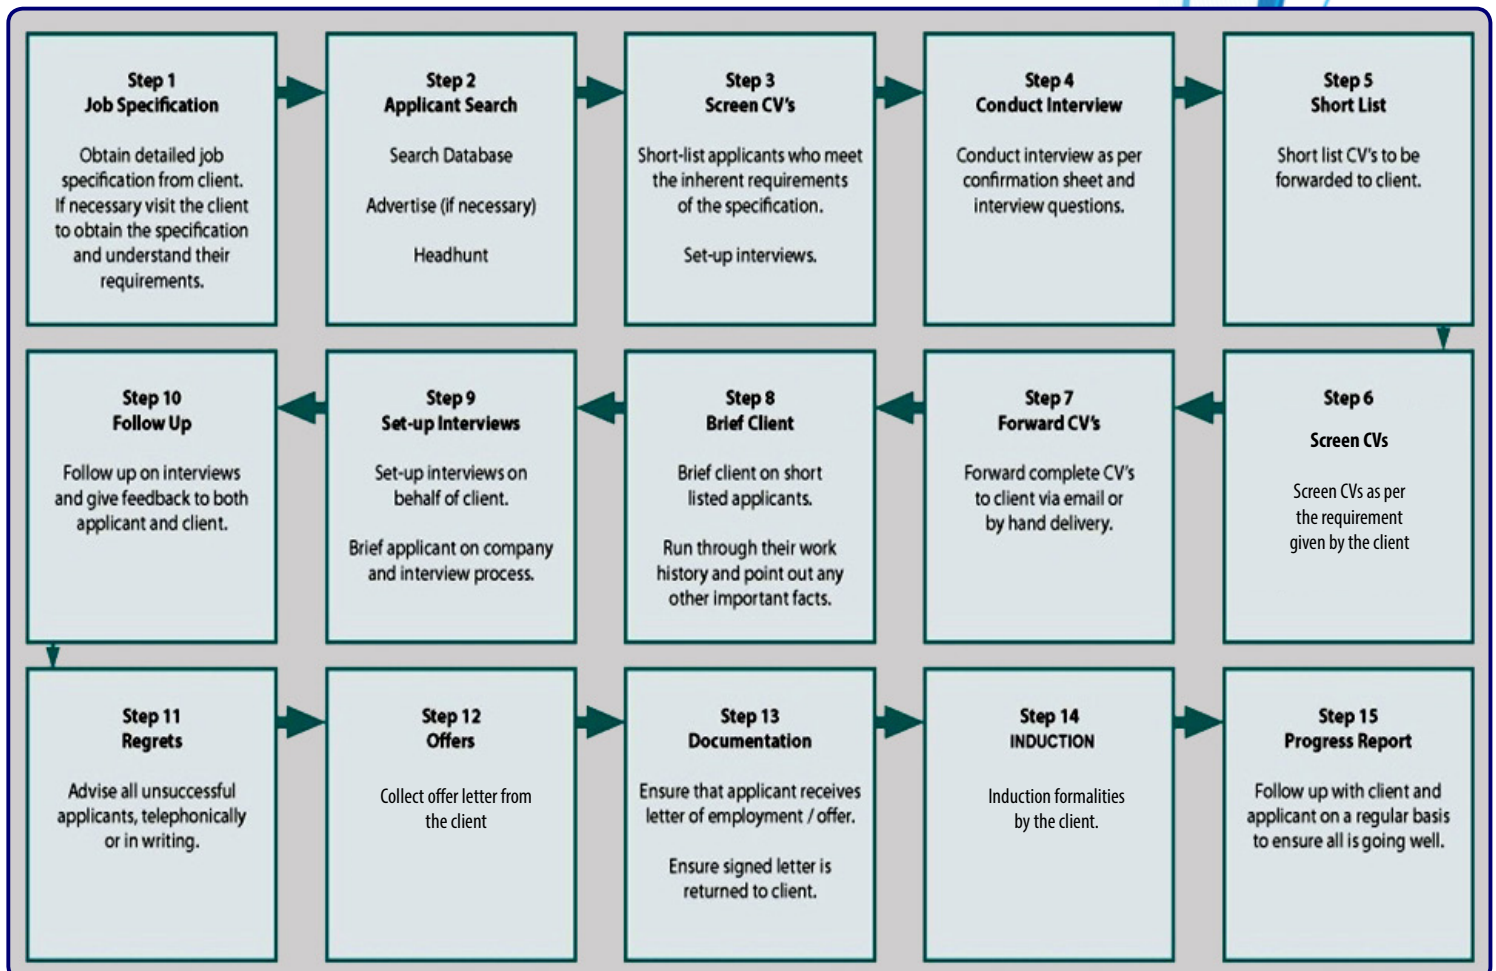 Step 1
Job Specification
Obtain detailed job
specification from client.
If necessary visit the client
to obtain the specification
and understand their
requirements.
Step 2
Applicant Search
Search Database
Advertise (if necessary)
Headhunt
Step 3
Screen CV's
Short-list applicants who meet
the inherent requirements
of the specification.
Set-up interviews.
Step 4
Conduct Interview
Conduct interview as per
confirmation sheet and
interview questions.
Step 5
Short List
Short list CV's to be
forwarded to client.
Step 6
Screen CVs
Screen CVs as per
the requirement
given by the client
Step 7
Forward CV's
Forward complete CV's
to client via email or
by hand delivery.
Step 8
Brief Client
Brief client on short
listed applicants.
Run through their work
history and point out any
other important facts.
Step 9
Set-up Interviews
Set-up interviews on
behalf of client.
Brief applicant on company
and interview process.
Step 10
Follow Up
Follow up on interviews
and give feedback to both
applicant and client.
Step 11
Regrets
Advise all unsuccessful
applicants, telephonically
or in writing.
Step 12
Offers
Collect offer letter from
the client
Step 13
Documentation
Ensure that applicant receives
letter of employment / offer.
Ensure signed letter is
returned to client.
Step 14
INDUCTION
Induction formalities
by the client.
Step 15
Progress Report
Follow up with client and
applicant on a regular basis
to ensure all is going well.